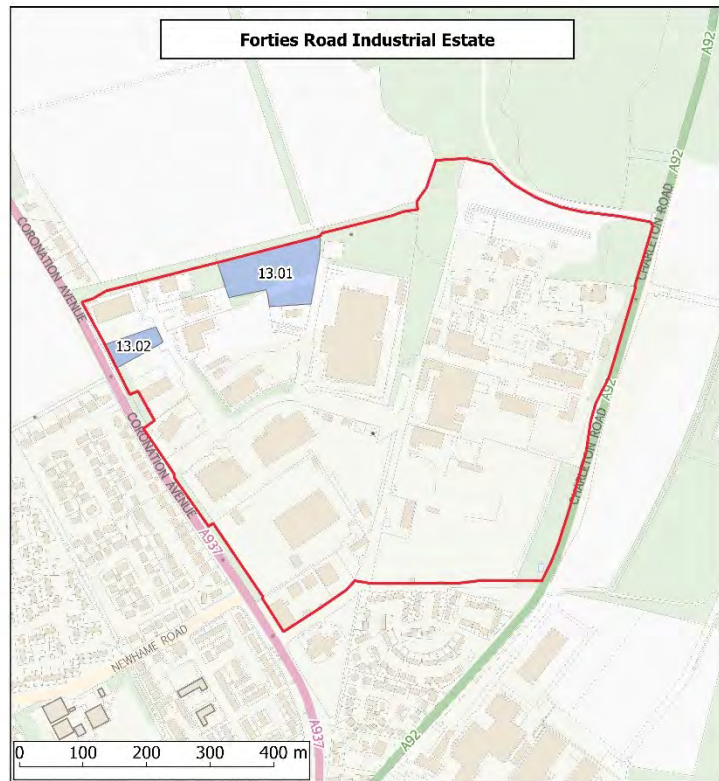 Forties Road Industrial Estate
A92
A92
CHARLETON ROAD
13.01
CORONATION AVENUE
13.02
A92
CORONATION AVENUE
CHARLETON ROAD
A937
NEWHAME ROAD
A937
A92
0 100 200 300 400 m